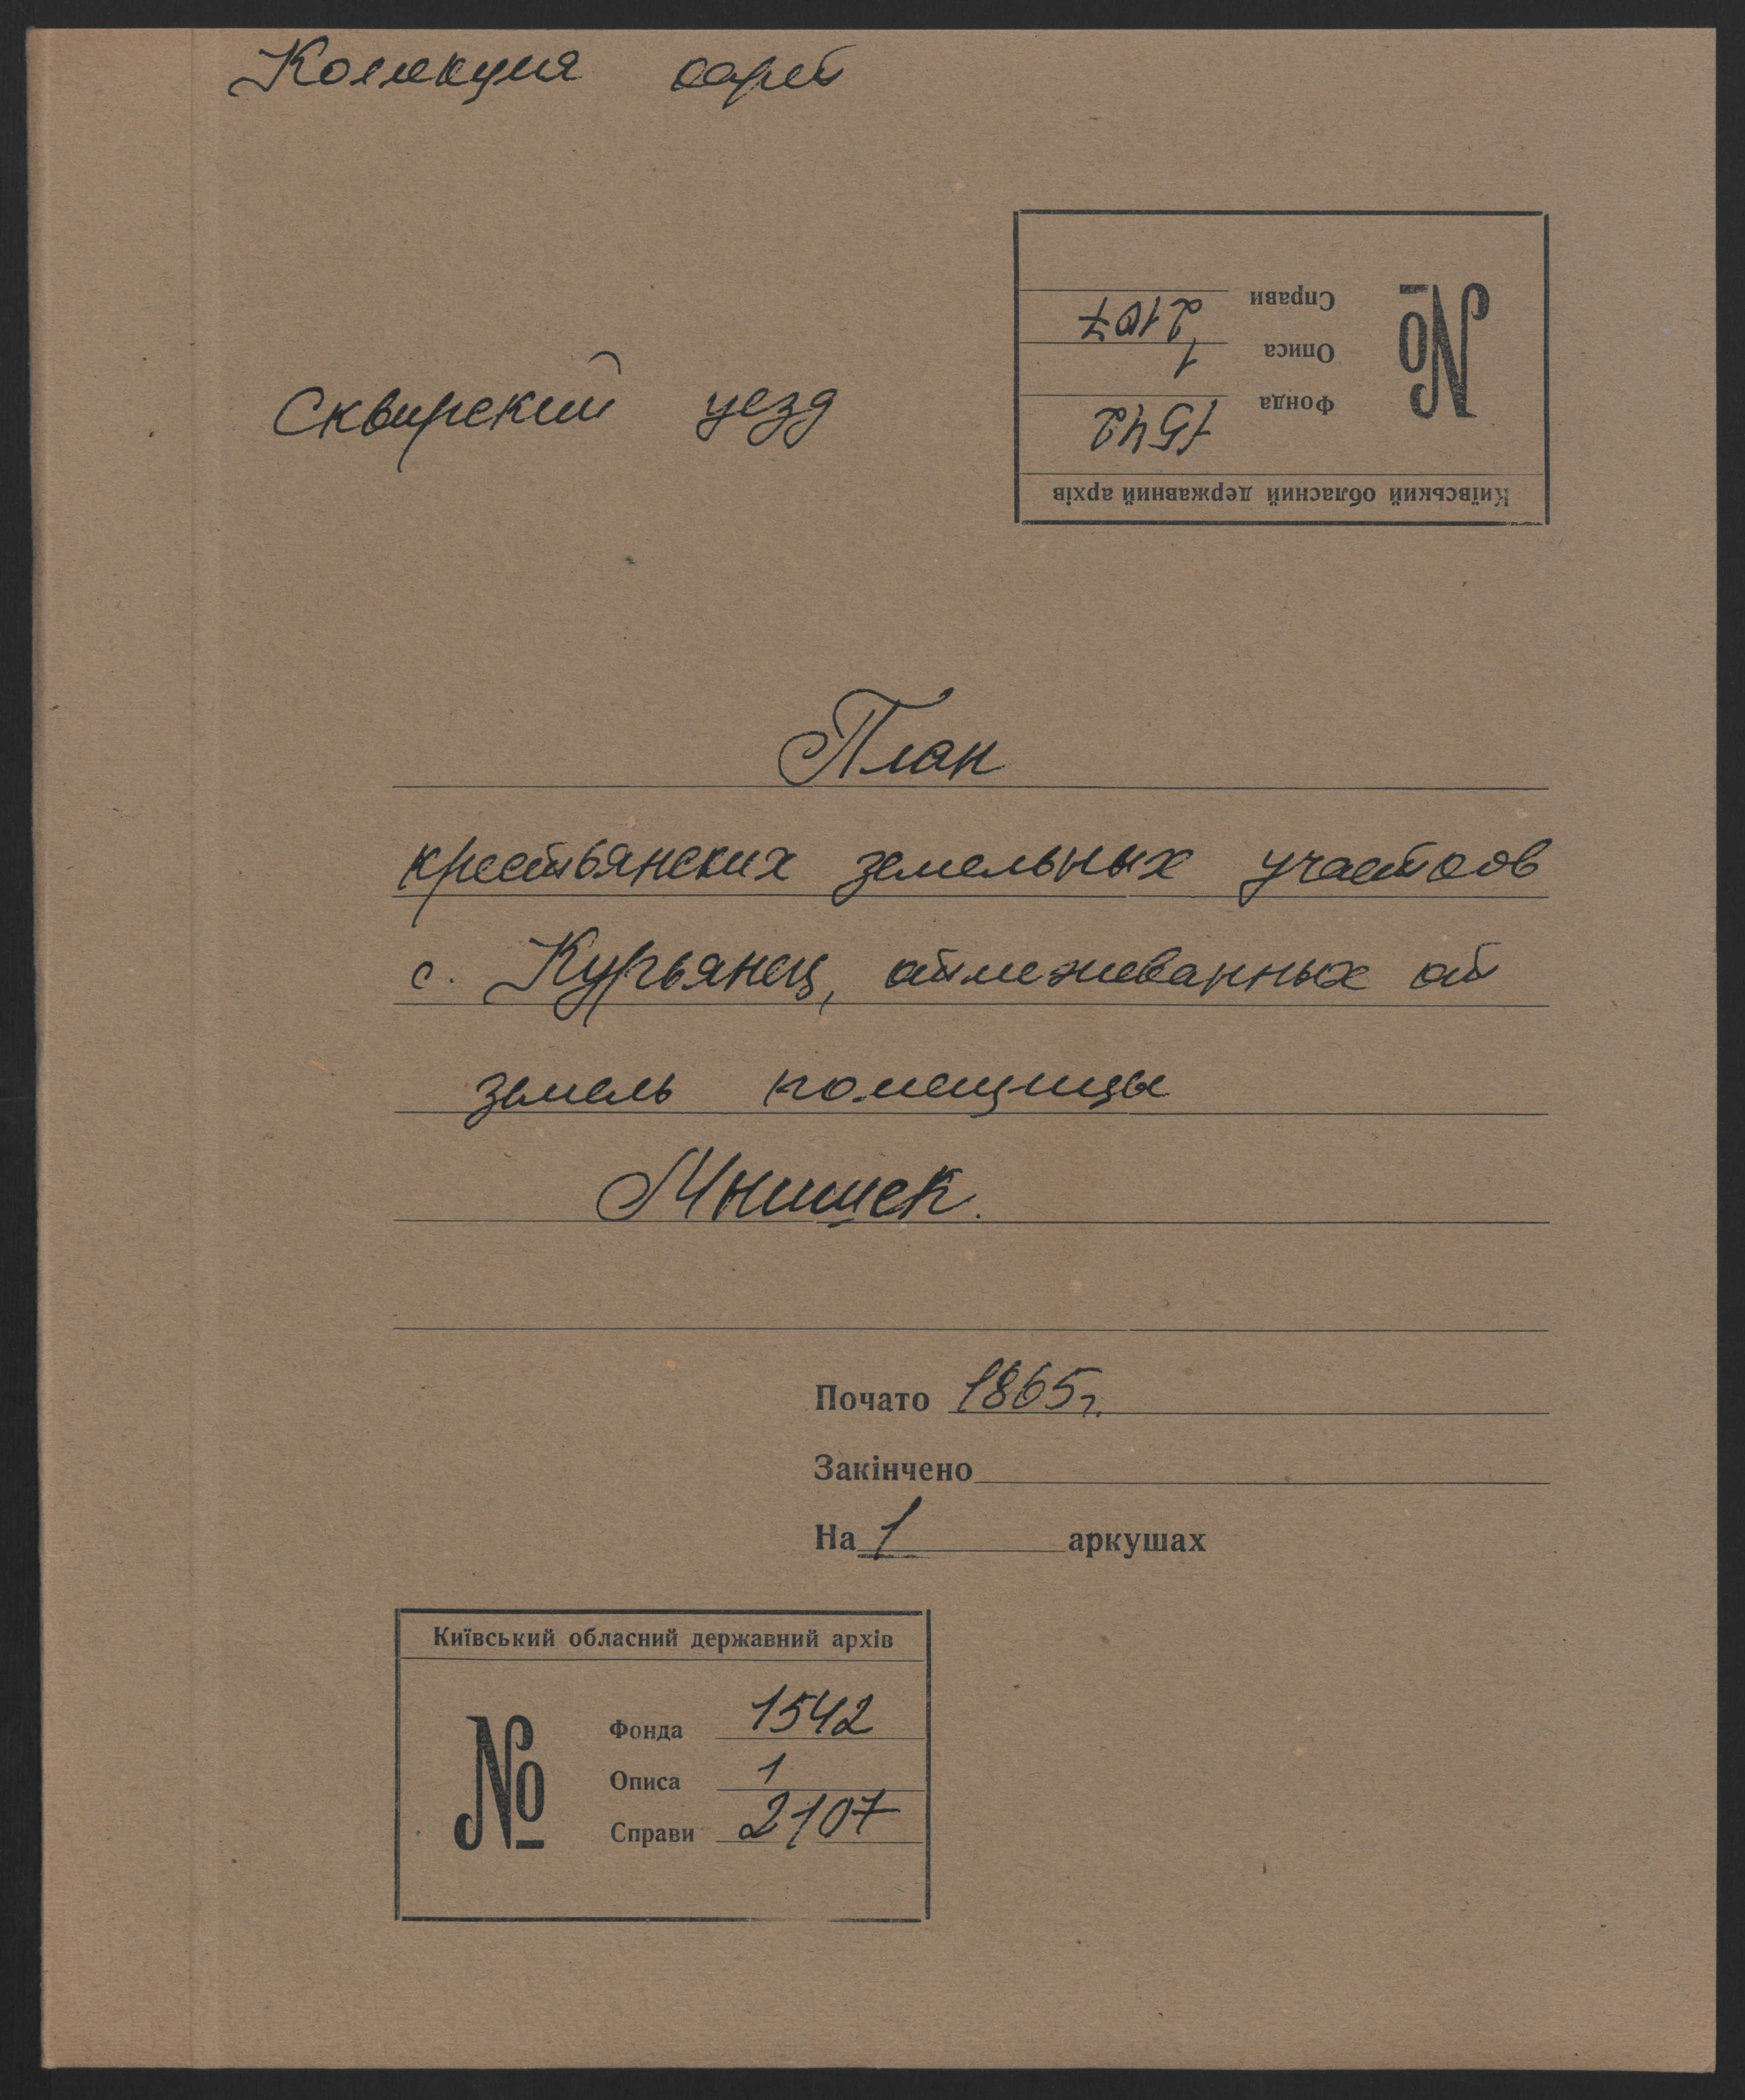 Коллекция карт
Справи 2107
Описа 1
Фонда 1542
№
Київський обласний державний архів
Сквирский уезд
План
крестьянских земельных участков
с. Курьянец, отмежеванных от
земель помещицы
Мнишек.
Почато 1865г.
Закінчено
На 1 аркушах
Київський обласний державний архів
№
Фонда 1542
Описа 1
Справи 2107